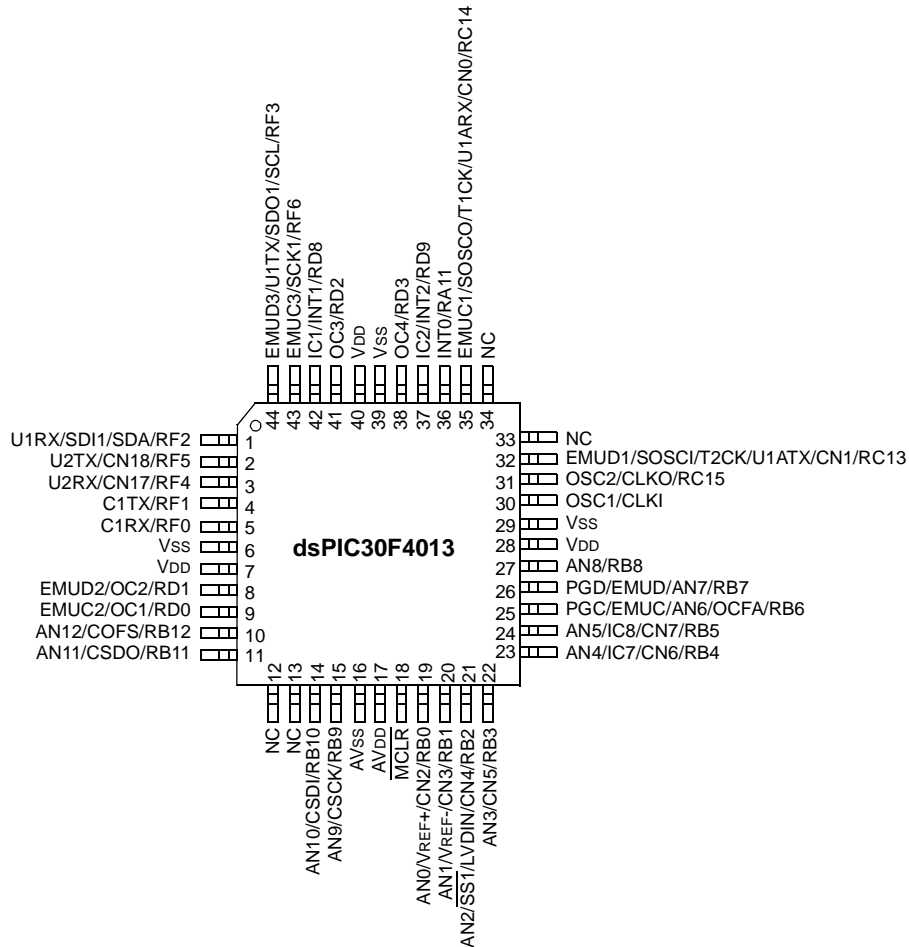 EMUD3/U1TX/SDO1/SCL/RF3
EMUC3/SCK1/RF6
IC1/INT1/RD8
OC3/RD2
VDD
VSS
OC4/RD3
IC2/INT2/RD9
INT0/RA11
EMUC1/SOSCO/T1CK/U1ARX/CN0/RC14
NC
44
43
42
41
40
39
38
37
36
35
34
U1RX/SDI1/SDA/RF2 1
U2TX/CN18/RF5 2
U2RX/CN17/RF4 3
C1TX/RF1 4
C1RX/RF0 5
VSS 6
VDD 7
EMUD2/OC2/RD1 8
EMUC2/OC1/RD0 9
AN12/COFS/RB12 10
AN11/CSDO/RB11 11
dsPIC30F4013
33 NC
32 EMUD1/SOSCI/T2CK/U1ATX/CN1/RC13
31 OSC2/CLKO/RC15
30 OSC1/CLKI
29 VSS
28 VDD
27 AN8/RB8
26 PGD/EMUD/AN7/RB7
25 PGC/EMUC/AN6/OCFA/RB6
24 AN5/IC8/CN7/RB5
23 AN4/IC7/CN6/RB4
12
13
14
15
16
17
18
19
20
21
22
NC
NC
AN10/CSDI/RB10
AN9/CSCK/RB9
AVSS
AVDD
MCLR
AN0/VREF+/CN2/RB0
AN1/VREF-/CN3/RB1
AN2/SS1/LVDIN/CN4/RB2
AN3/CN5/RB3